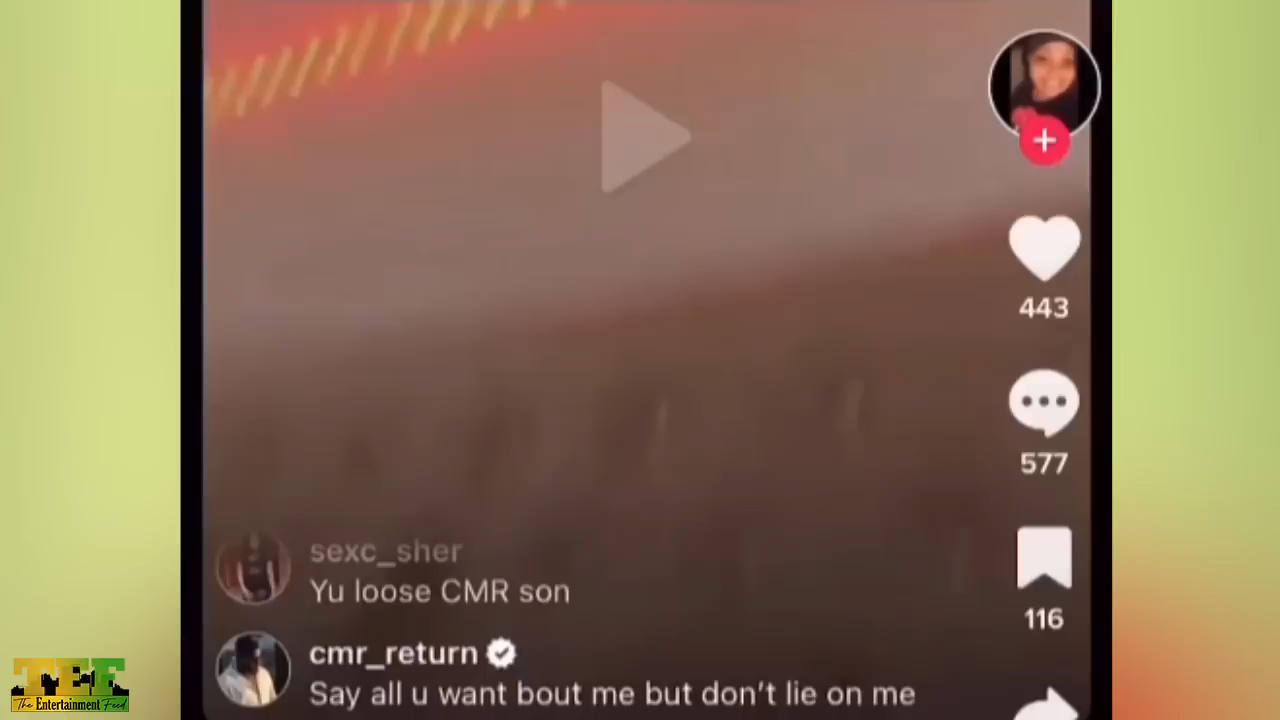 443
577
116
sexc_sher
Yu loose CMR son
cmr_return
Say all u want bout me but don't lie on me
TEF
The Entertainment Feed